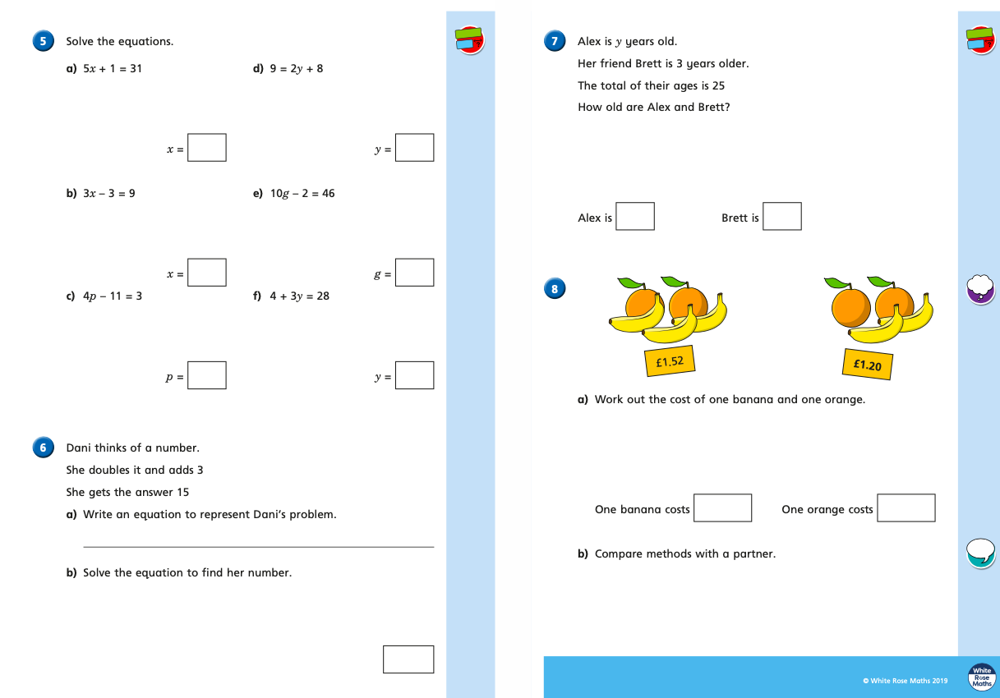 5 Solve the equations.
a) 5x + 1 = 31
d) 9 = 2y + 8
x =
y =
b) 3x – 3 = 9
e) 10g – 2 = 46
x =
g =
c) 4p – 11 = 3
f) 4 + 3y = 28
p =
y =
6 Dani thinks of a number.
She doubles it and adds 3
She gets the answer 15
a) Write an equation to represent Dani’s problem.
b) Solve the equation to find her number.
7 Alex is y years old.
Her friend Brett is 3 years older.
The total of their ages is 25
How old are Alex and Brett?
Alex is
Brett is
8
£1.52
£1.20
a) Work out the cost of one banana and one orange.
One banana costs
One orange costs
b) Compare methods with a partner.
© White Rose Maths 2019
White
Rose
Maths